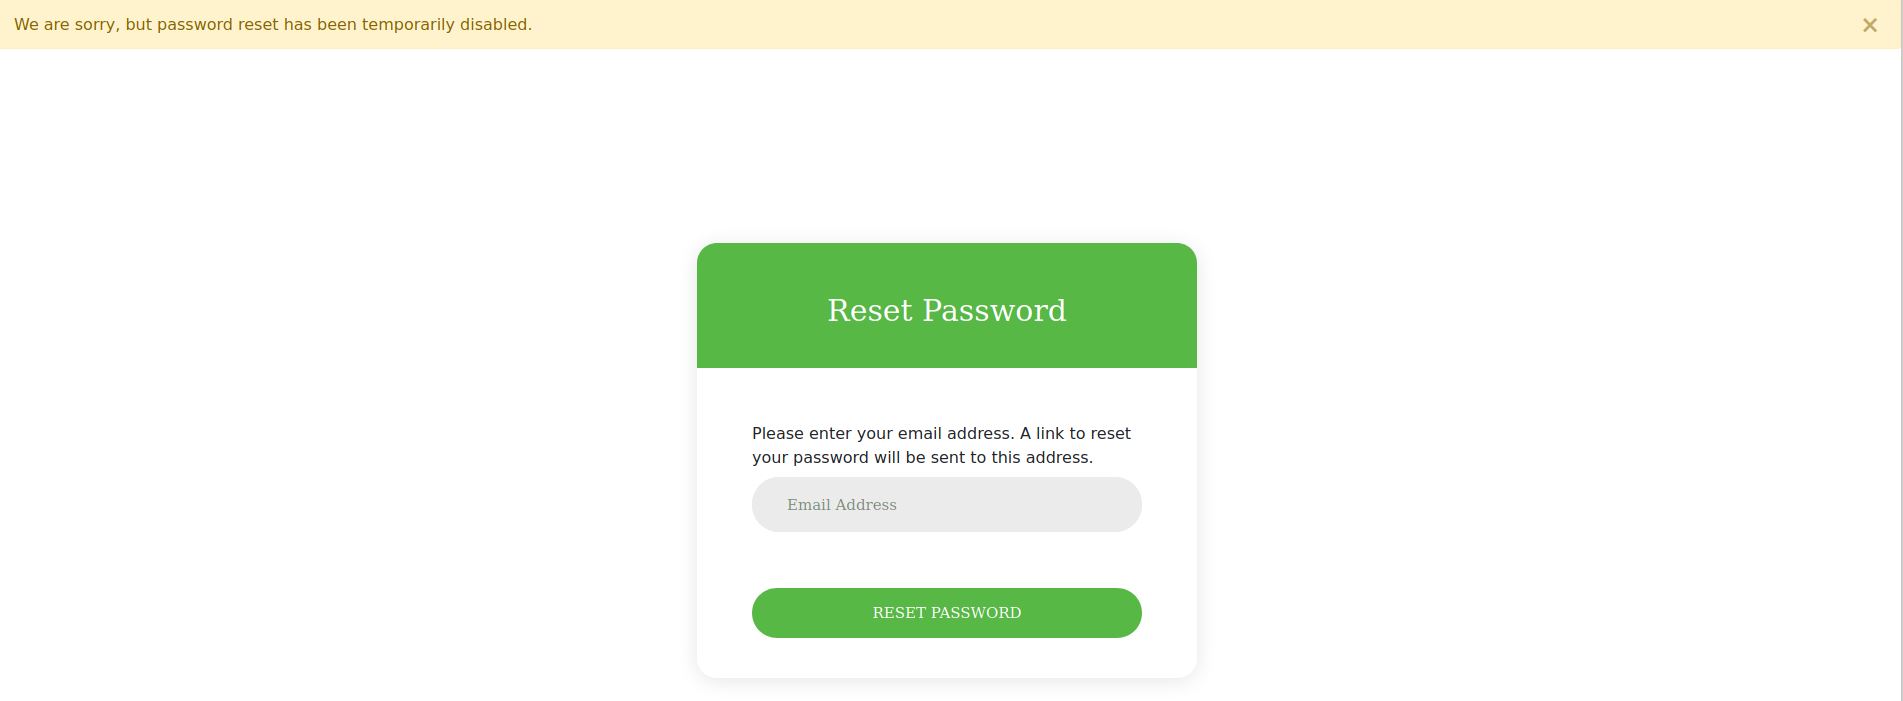 We are sorry, but password reset has been temporarily disabled.
×
Reset Password
Please enter your email address. A link to reset
your password will be sent to this address.
Email Address
RESET PASSWORD